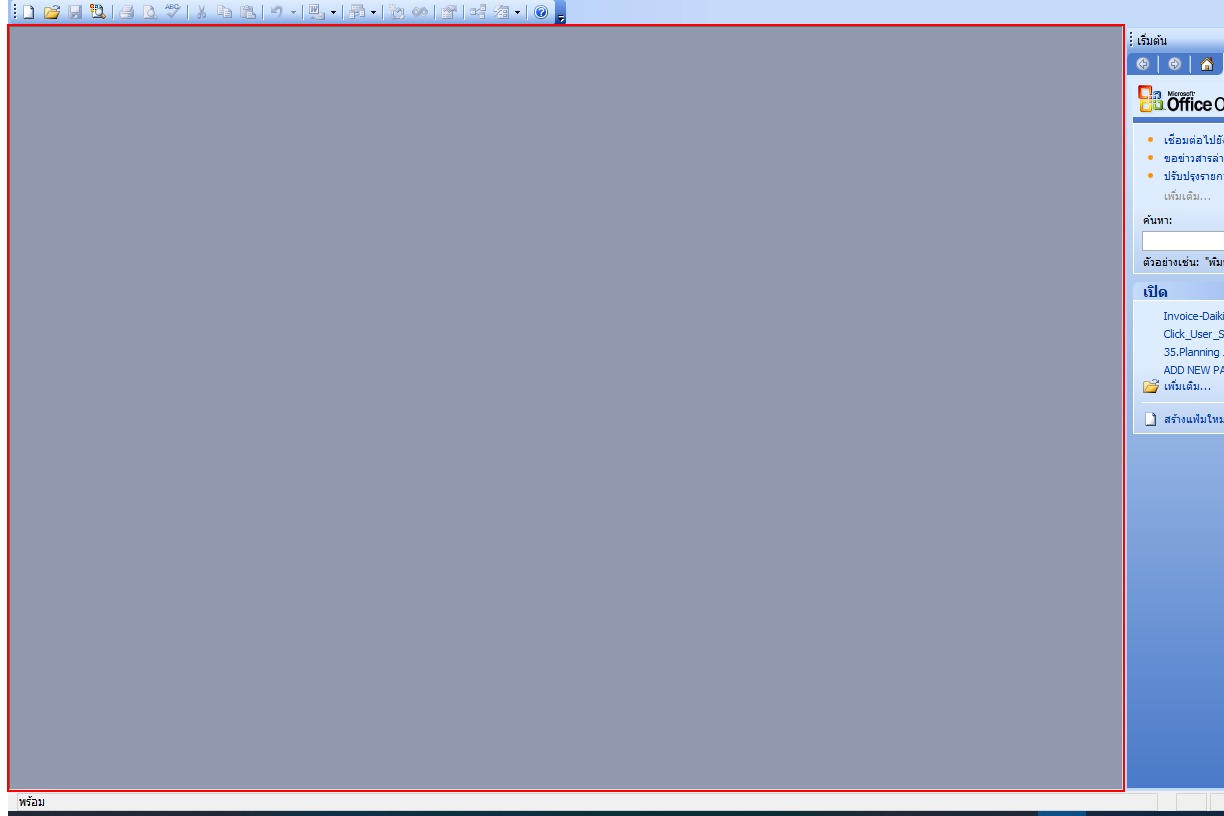 เริ่มต้น
Microsoft
Office
เชื่อมต่อไปยัง
ขอข่าวสารล่า
ปรับปรุงรายกา
เพิ่มเติม...
ค้นหา:
ตัวอย่างเช่น: "พิม
เปิด
Invoice-Daiki
Click_User_S
35.Planning .
ADD NEW PA
เพิ่มเติม...
สร้างแฟ้มใหม
พร้อม